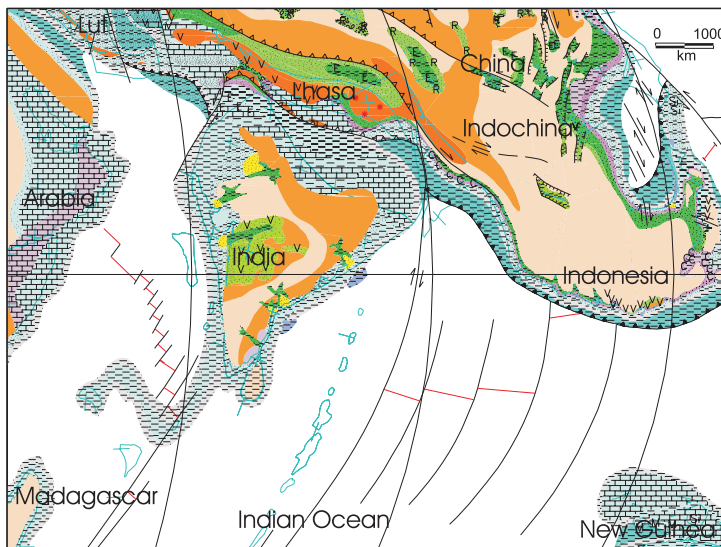 Lut
0 1000
km
China
Lhasa
Indochina
Arabia
India
Indonesia
Madagascar
Indian Ocean
New Guinea